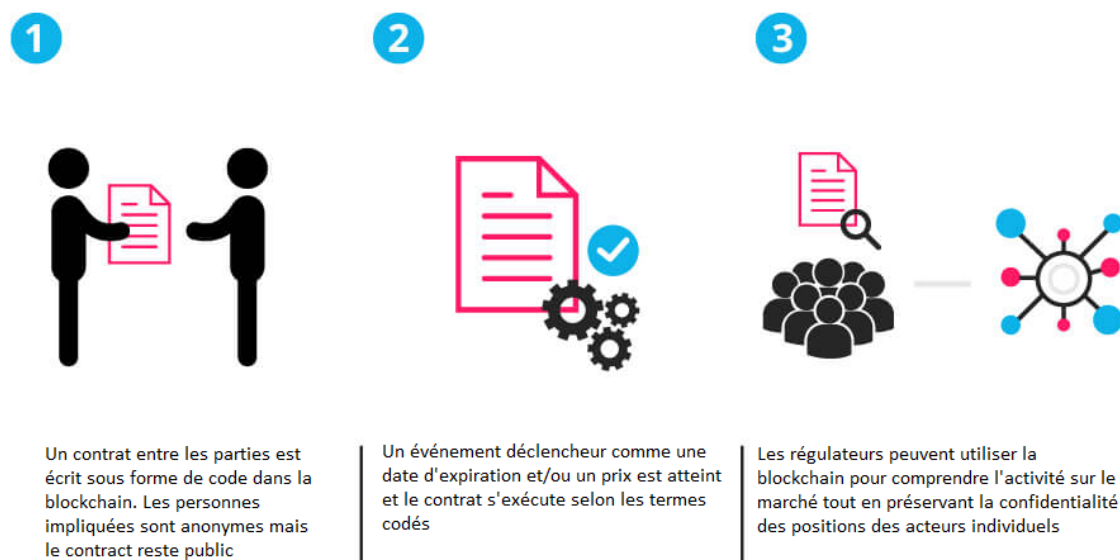 1
2
3
Un contrat entre les parties est
écrit sous forme de code dans la
blockchain. Les personnes
impliquées sont anonymes mais
le contract reste public
Un événement déclencheur comme une
date d'expiration et/ou un prix est atteint
et le contrat s'exécute selon les termes
codés
Les régulateurs peuvent utiliser la
blockchain pour comprendre l'activité sur le
marché tout en préservant la confidentialité
des positions des acteurs individuels